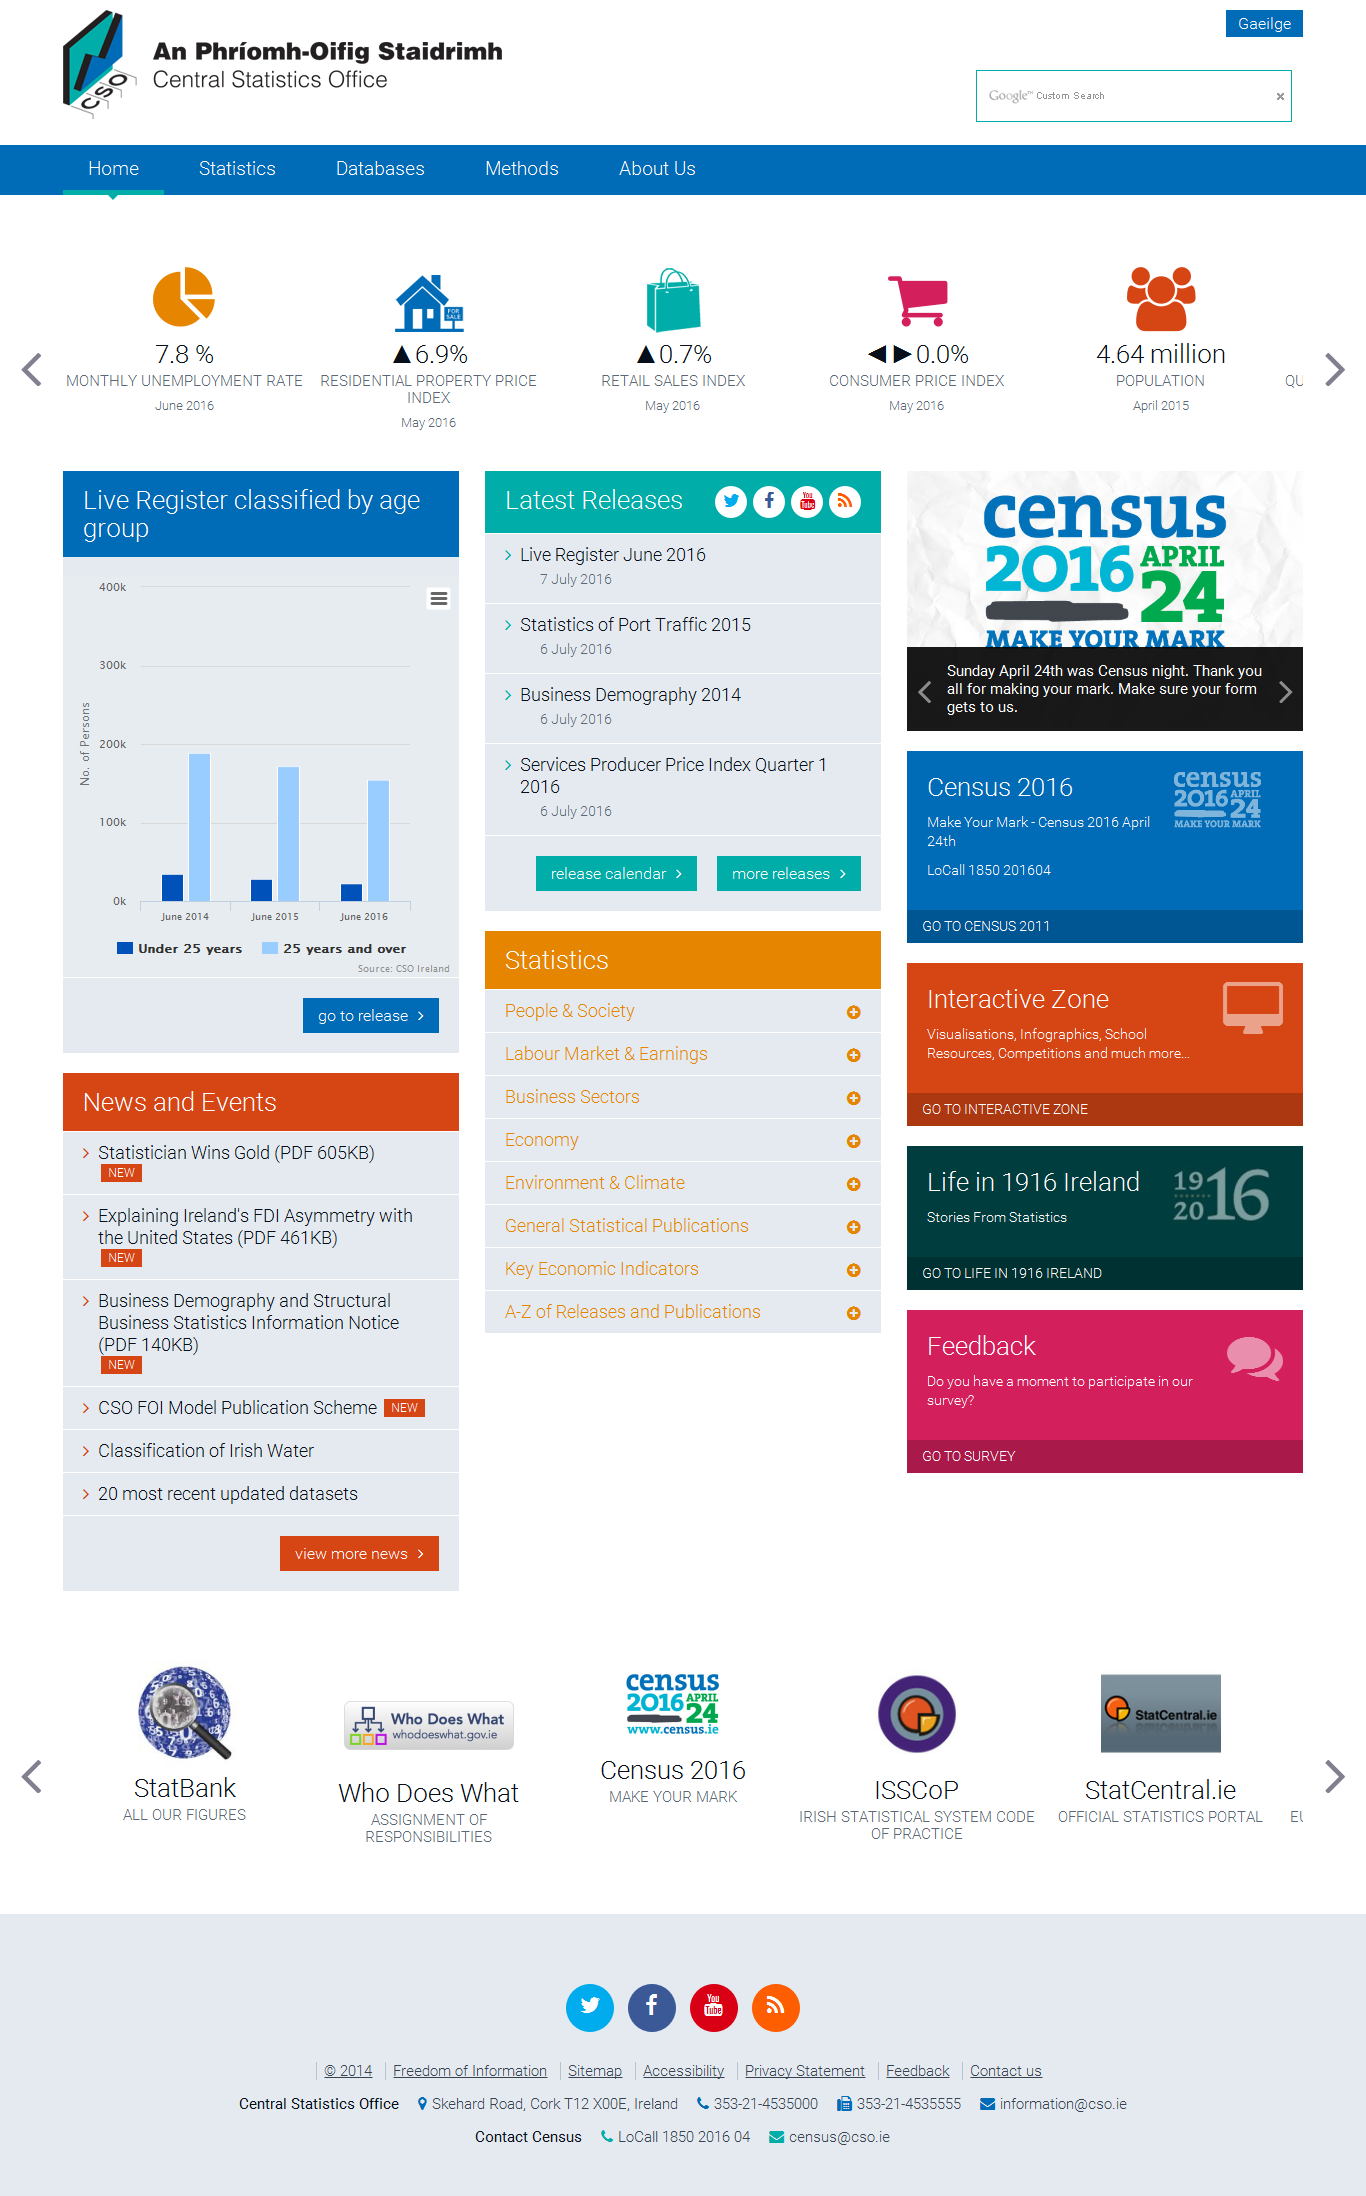 An Phríomh-Oifig Staidrimh
Central Statistics Office
CSO
Gaeilge
Google™ Custom Search
×
Home
Statistics
Databases
Methods
About Us
7.8 %
MONTHLY UNEMPLOYMENT RATE
June 2016
FOR
SALE
▲6.9%
RESIDENTIAL PROPERTY PRICE
INDEX
May 2016
▲0.7%
RETAIL SALES INDEX
May 2016
◄►0.0%
CONSUMER PRICE INDEX
May 2016
4.64 million
POPULATION
April 2015
QU
Live Register classified by age
group
400k
300k
200k
100k
0k
No. of Persons
June 2014
June 2015
June 2016
Under 25 years
25 years and over
Source: CSO Ireland
go to release
News and Events
Statistician Wins Gold (PDF 605KB)
NEW
Explaining Ireland's FDI Asymmetry with
the United States (PDF 461KB)
NEW
Business Demography and Structural
Business Statistics Information Notice
(PDF 140KB)
NEW
CSO FOI Model Publication Scheme NEW
Classification of Irish Water
20 most recent updated datasets
view more news
Latest Releases
You
Tube
Live Register June 2016
7 July 2016
Statistics of Port Traffic 2015
6 July 2016
Business Demography 2014
6 July 2016
Services Producer Price Index Quarter 1
2016
6 July 2016
release calendar
more releases
Statistics
People & Society
Labour Market & Earnings
Business Sectors
Economy
Environment & Climate
General Statistical Publications
Key Economic Indicators
A-Z of Releases and Publications
census
2016 APRIL
24
MAKE YOUR MARK
Sunday April 24th was Census night. Thank you
all for making your mark. Make sure your form
gets to us.
Census 2016
Make Your Mark - Census 2016 April
24th
LoCall 1850 201604
census
2016 APRIL
24
MAKE YOUR MARK
GO TO CENSUS 2011
Interactive Zone
Visualisations, Infographics, School
Resources, Competitions and much more...
GO TO INTERACTIVE ZONE
Life in 1916 Ireland
Stories From Statistics
19
20
16
GO TO LIFE IN 1916 IRELAND
Feedback
Do you have a moment to participate in our
survey?
GO TO SURVEY
StatBank
ALL OUR FIGURES
Who Does What
whodoeswhat.gov.ie
Who Does What
ASSIGNMENT OF
RESPONSIBILITIES
census
2016 APRIL
24
www.census.ie
Census 2016
MAKE YOUR MARK
ISSCoP
IRISH STATISTICAL SYSTEM CODE
OF PRACTICE
StatCentral.ie
StatCentral.ie
OFFICIAL STATISTICS PORTAL
You
Tube
© 2014
Freedom of Information
Sitemap
Accessibility
Privacy Statement
Feedback
Contact us
Central Statistics Office Skehard Road, Cork T12 X00E, Ireland 353-21-4535000 353-21-4535555 information@cso.ie
Contact Census LoCall 1850 2016 04 census@cso.ie